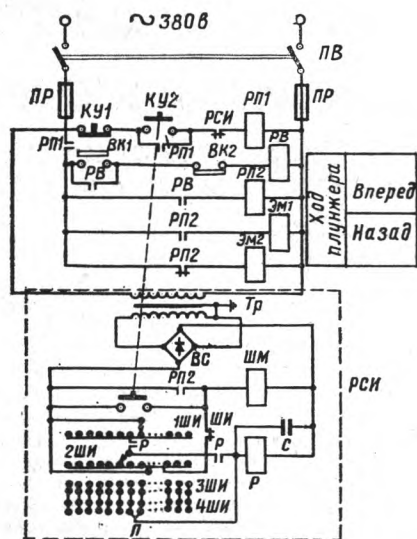 ~380В
ПВ
ПР
КУ1
КУ2
РСИ
РП1
ПР
РП1
ВК1
РП1
ВК2
РВ
РВ
РВ
РП2
РП2
ЭМ1
РП2
ЭМ2
Ход плунжера
Вперед
Назад
Тр
ВС
РП2
ШМ
РСИ
1ШИ
ШИ
Р
Р
С
2ШИ
Р
3ШИ
4ШИ
П